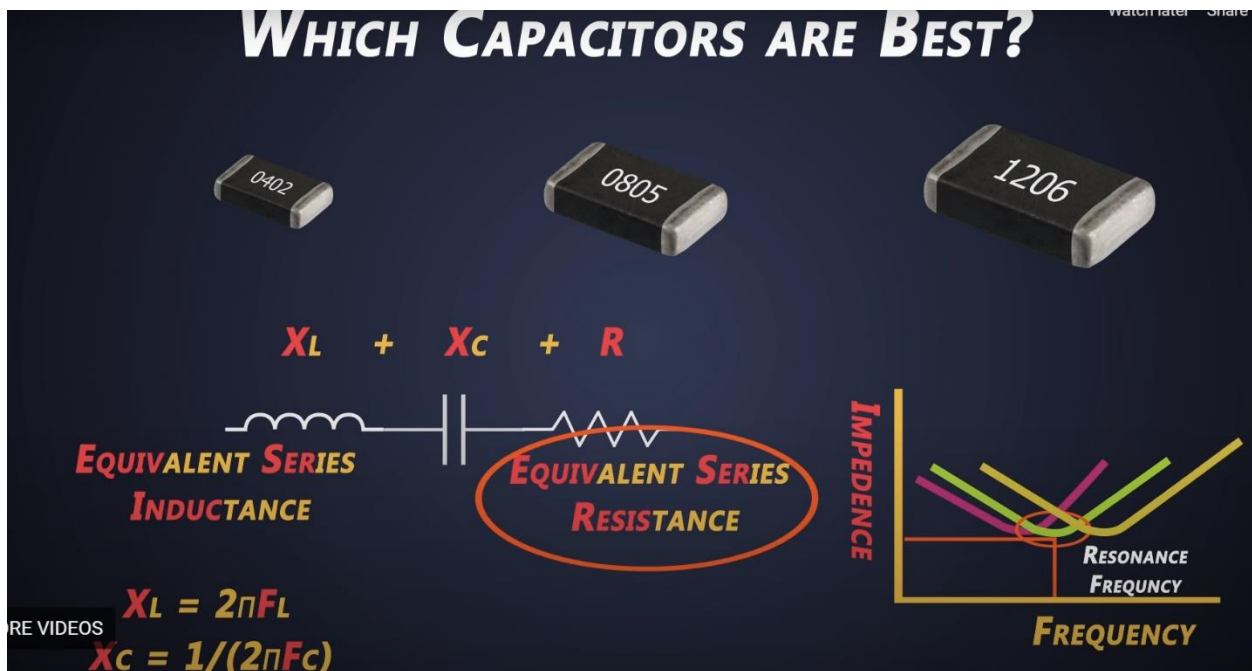 Watch later Share
WHICH CAPACITORS ARE BEST?
0402
0805
1206
XL + XC + R
EQUIVALENT SERIES
INDUCTANCE
EQUIVALENT SERIES
RESISTANCE
IMPEDENCE
RESONANCE
FREQUNCY
FREQUENCY
XL = 2πFL
ORE VIDEOS
XC = 1/(2πFC)